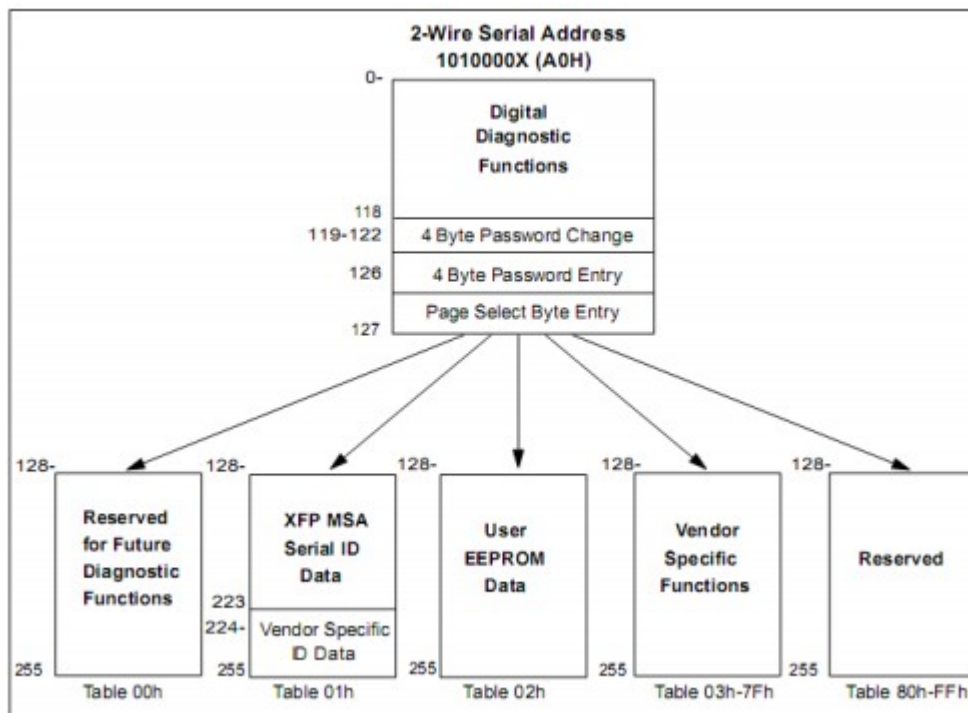 2-Wire Serial Address
1010000X (A0H)
0-
Digital
Diagnostic
Functions
118
119-122
4 Byte Password Change
126
4 Byte Password Entry
Page Select Byte Entry
127
128-
Reserved
for Future
Diagnostic
Functions
255
Table 00h
128-
XFP MSA
Serial ID
Data
223
224-
Vendor Specific
ID Data
255
Table 01h
128-
User
EEPROM
Data
255
Table 02h
128-
Vendor
Specific
Functions
255
Table 03h-7Fh
128-
Reserved
255
Table 80h-FFh